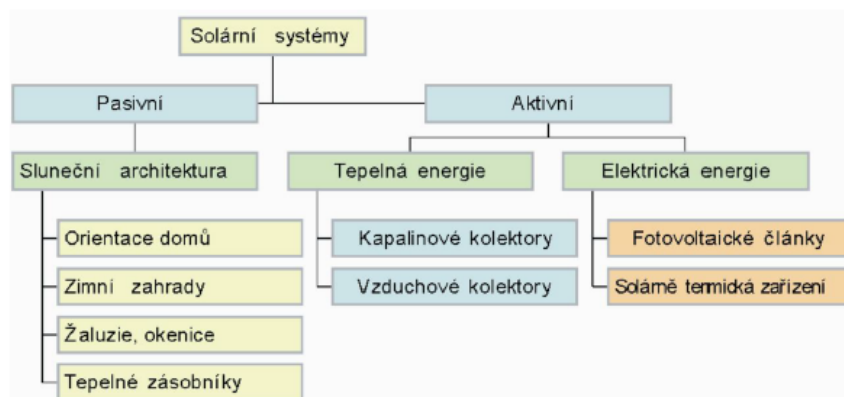 Solární systémy
Pasivní
Aktivní
Sluneční architektura
Tepelná energie
Elektrická energie
Orientace domů
Zimní zahrady
Žaluzie, okenice
Tepelné zásobníky
Kapalinové kolektory
Vzduchové kolektory
Fotovoltaické články
Solárně termická zařízení